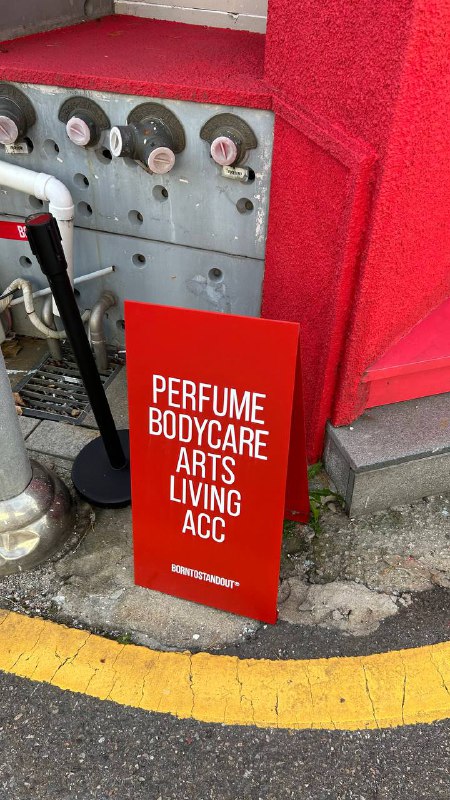 PERFUME
BODYCARE
ARTS
LIVING
ACC
BORNTOSTANDOUT®